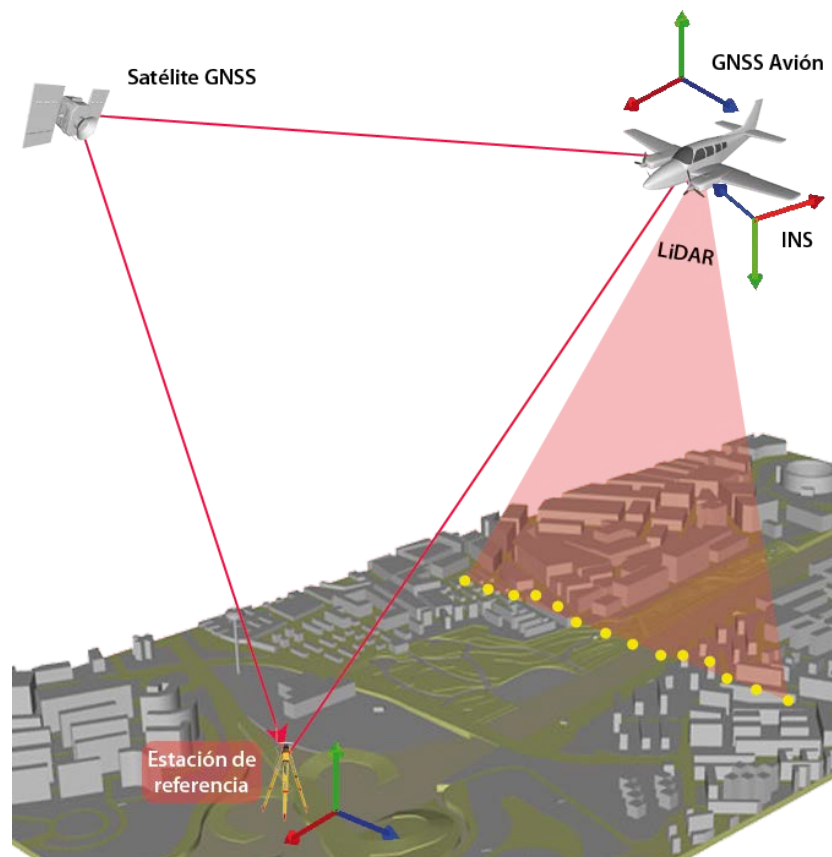 Satélite GNSS
GNSS Avión
INS
LiDAR
Estación de
referencia